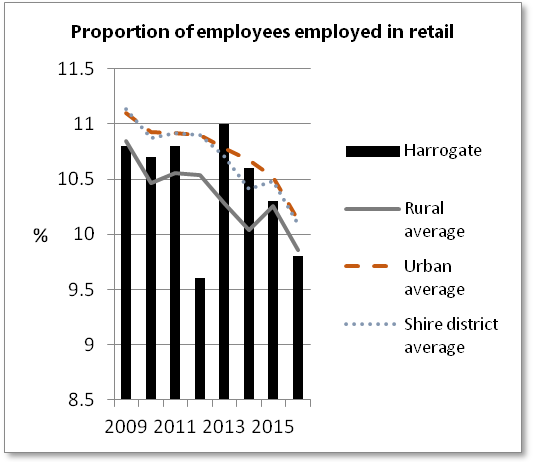 Proportion of employees employed in retail
11.5
11
10.5
10
9.5
9
8.5
%
2009 2011 2013 2015
Harrogate
Rural
average
Urban
average
Shire district
average